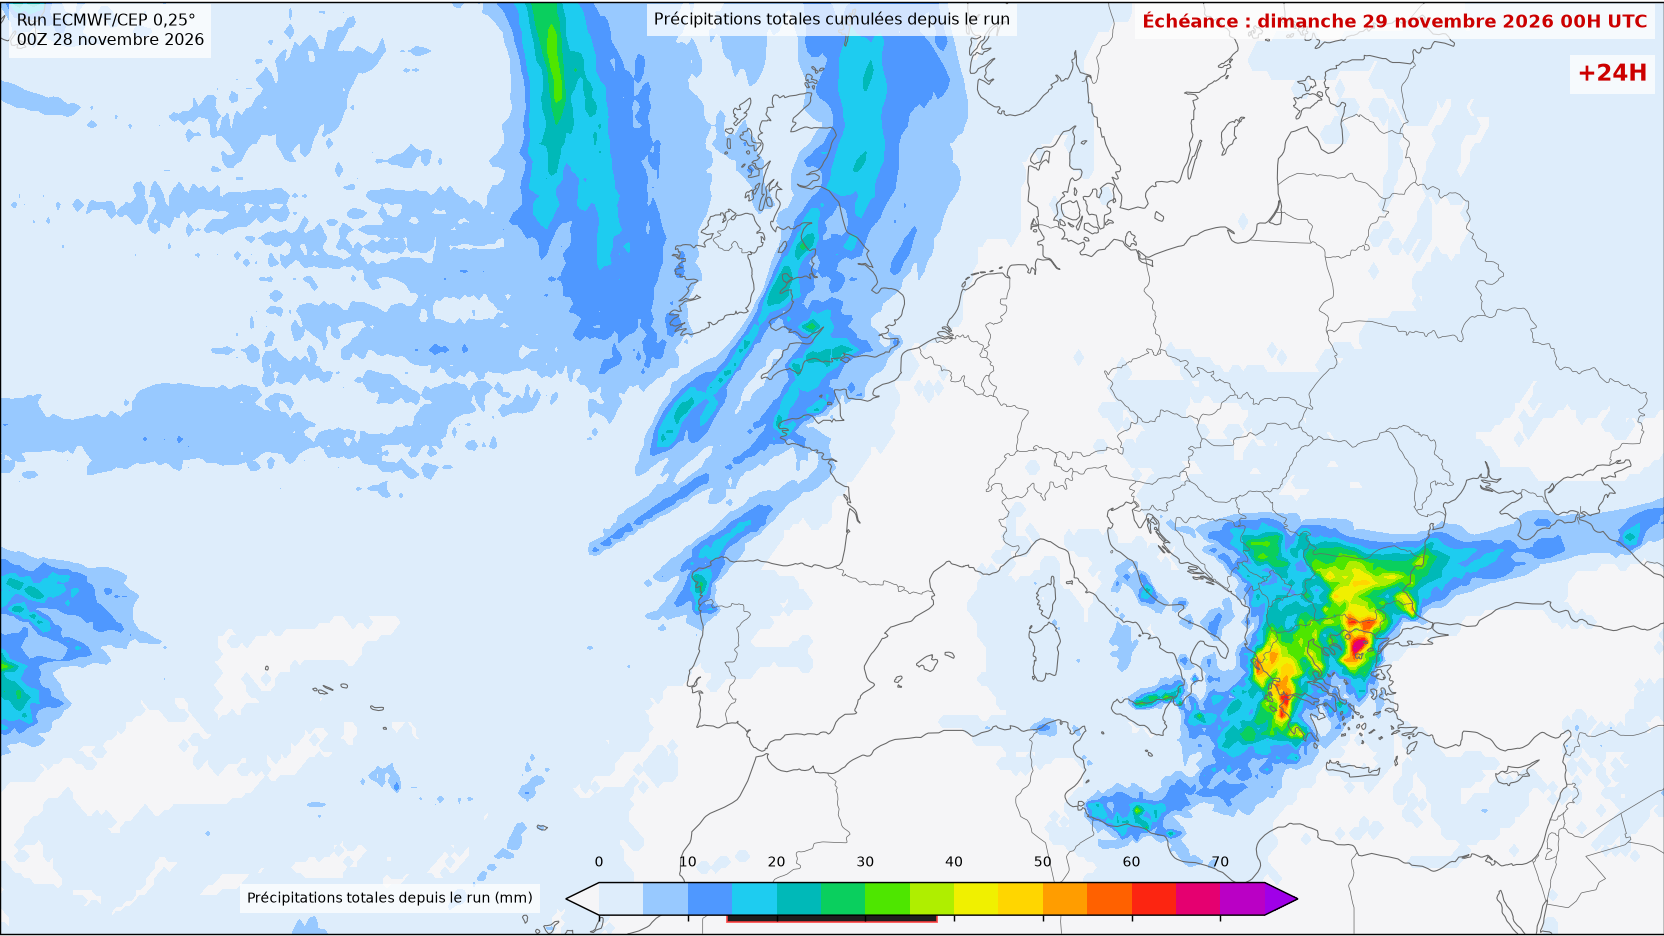 Run ECMWF/CEP 0,25°
00Z 28 novembre 2026
Précipitations totales cumulées depuis le run
Échéance : dimanche 29 novembre 2026 00H UTC
+24H
0 10 20 30 40 50 60 70
Précipitations totales depuis le run (mm)